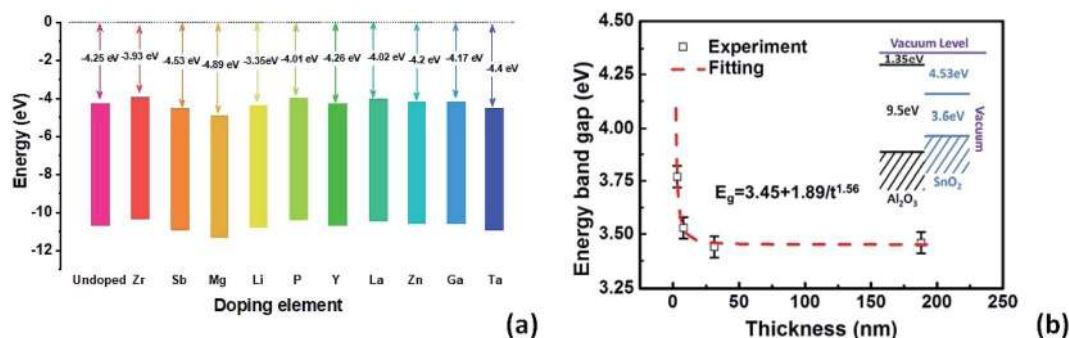 0
-2
-4
-6
-8
-10
-12
Energy (eV)
-4.25 eV
-3.93 eV
-4.53 eV
-4.89 eV
-3.35eV
-4.01 eV
-4.26 eV
-4.02 eV
-4.2 eV
-4.17 eV
-4.4 eV
Undoped Zr Sb Mg Li P Y La Zn Ga Ta
Doping element
(a)
4.50
4.25
4.00
3.75
3.50
3.25
Energy band gap (eV)
Experiment
Fitting
Vacuum Level
1.35eV
4.53eV
9.5eV
3.6eV
Vacuum
SnO₂
Al₂O₃
E_g=3.45+1.89/t^1.56
0 50 100 150 200 250
Thickness (nm)
(b)